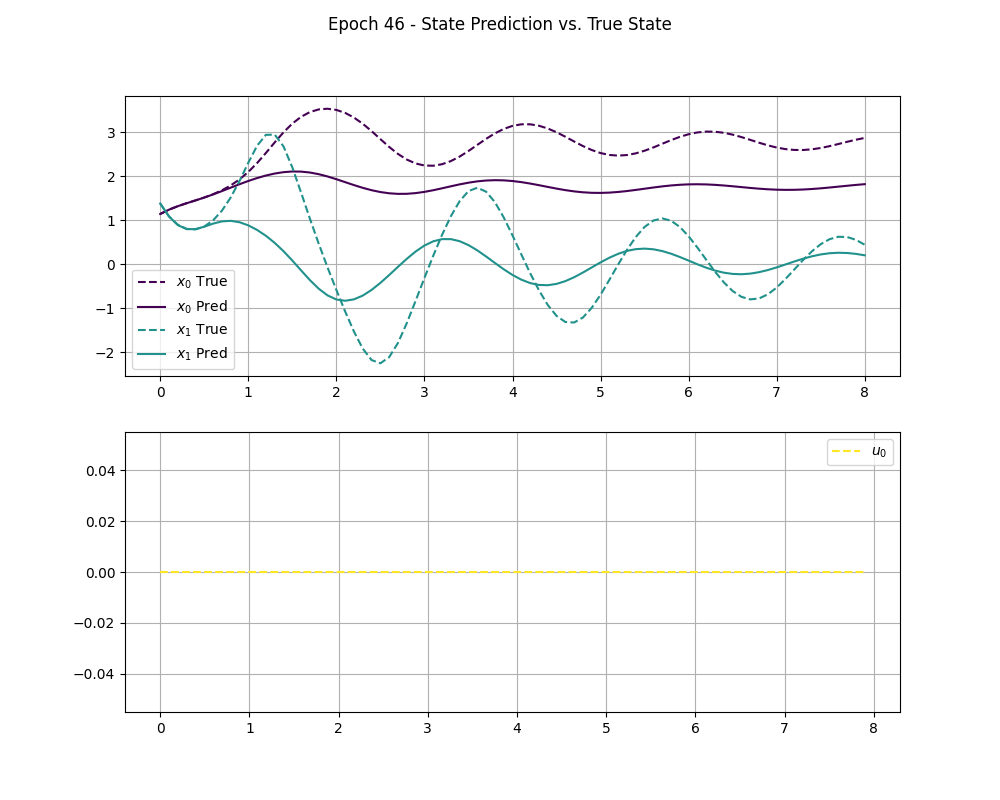 Epoch 46 - State Prediction vs. True State
3
2
1
0
−1
−2
x₀ True
x₀ Pred
x₁ True
x₁ Pred
0 1 2 3 4 5 6 7 8
0.04
0.02
0.00
−0.02
−0.04
u₀
0 1 2 3 4 5 6 7 8